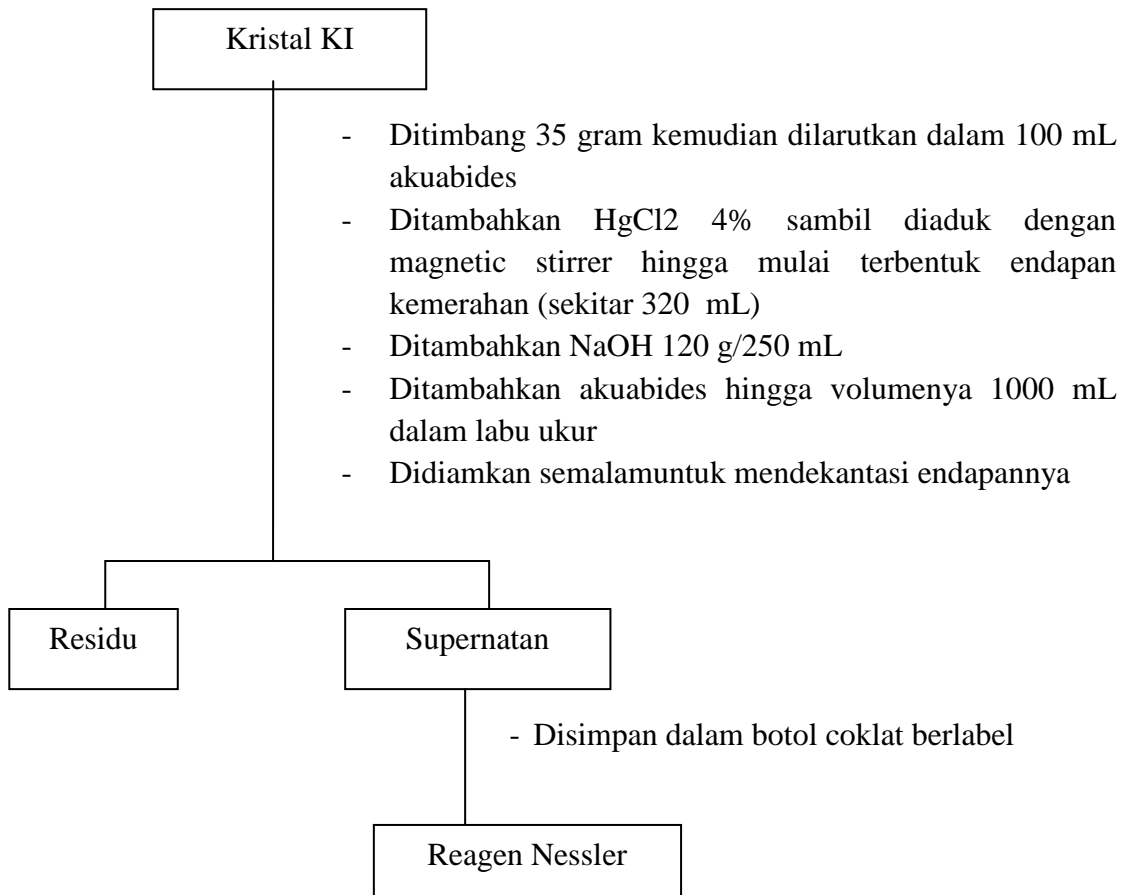 Kristal KI
- Ditimbang 35 gram kemudian dilarutkan dalam 100 mL
akuabides
- Ditambahkan HgCl2 4% sambil diaduk dengan
magnetic stirrer hingga mulai terbentuk endapan
kemerahan (sekitar 320 mL)
- Ditambahkan NaOH 120 g/250 mL
- Ditambahkan akuabides hingga volumenya 1000 mL
dalam labu ukur
- Didiamkan semalamuntuk mendekantasi endapannya
Residu
Supernatan
- Disimpan dalam botol coklat berlabel
Reagen Nessler